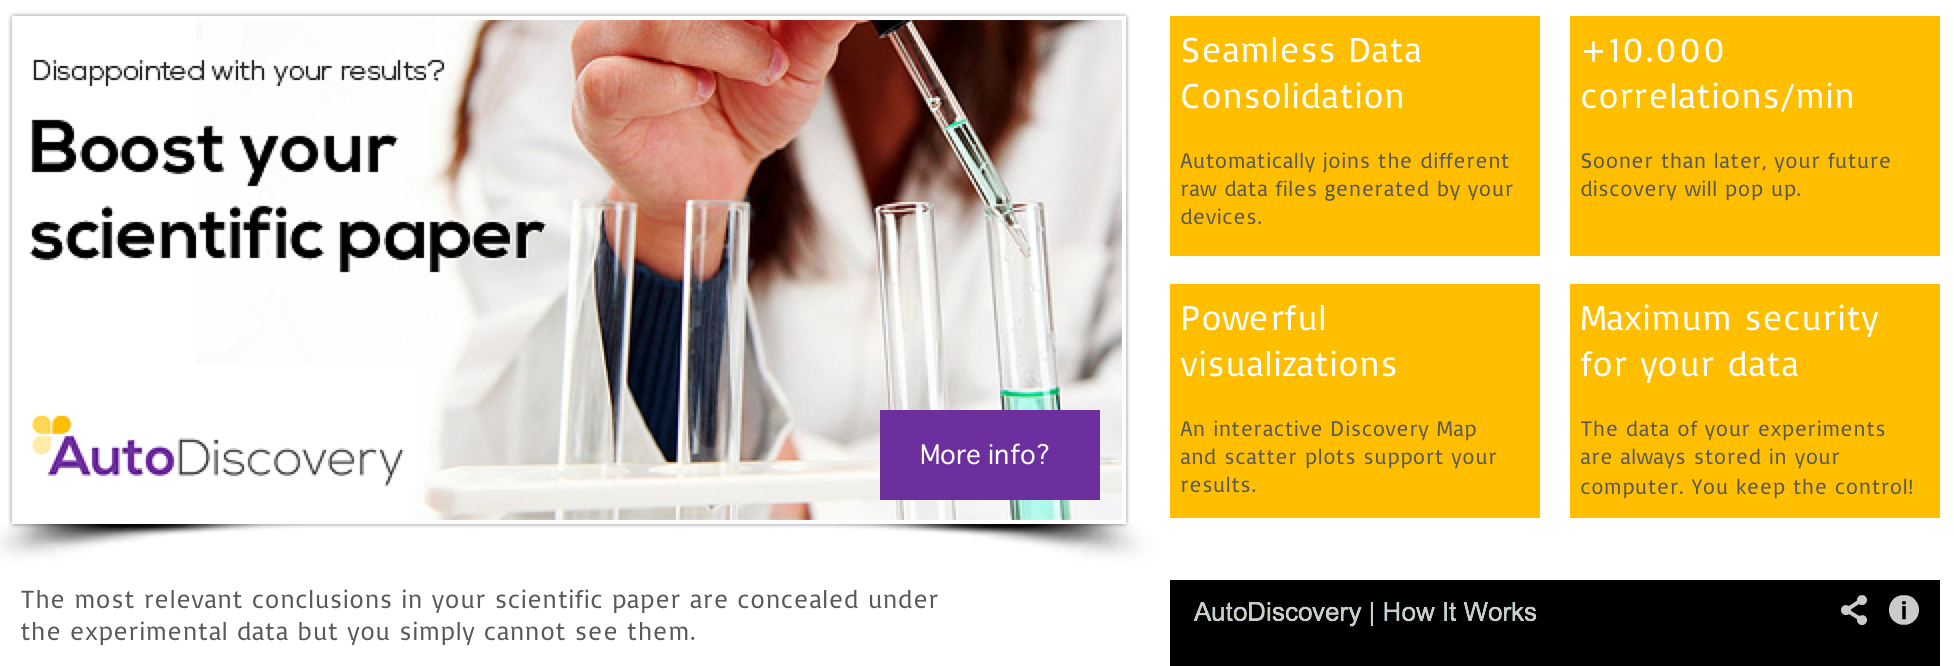 Disappointed with your results?
Boost your
scientific paper
AutoDiscovery
More info?
The most relevant conclusions in your scientific paper are concealed under
the experimental data but you simply cannot see them.
Seamless Data
Consolidation
Automatically joins the different
raw data files generated by your
devices.
+10.000
correlations/min
Sooner than later, your future
discovery will pop up.
Powerful
visualizations
An interactive Discovery Map
and scatter plots support your
results.
Maximum security
for your data
The data of your experiments
are always stored in your
computer. You keep the control!
AutoDiscovery | How It Works